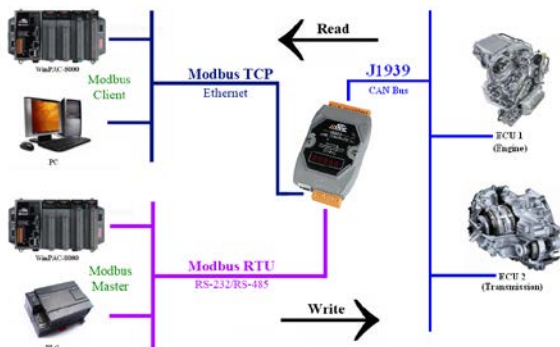 Read
WinPAC-8000
Modbus
Client
Modbus TCP
Ethernet
J1939
CAN Bus
PC
ECU 1
(Engine)
WinPAC-8000
Modbus
Master
Modbus RTU
RS-232/RS-485
ECU 2
(Transmission)
Write